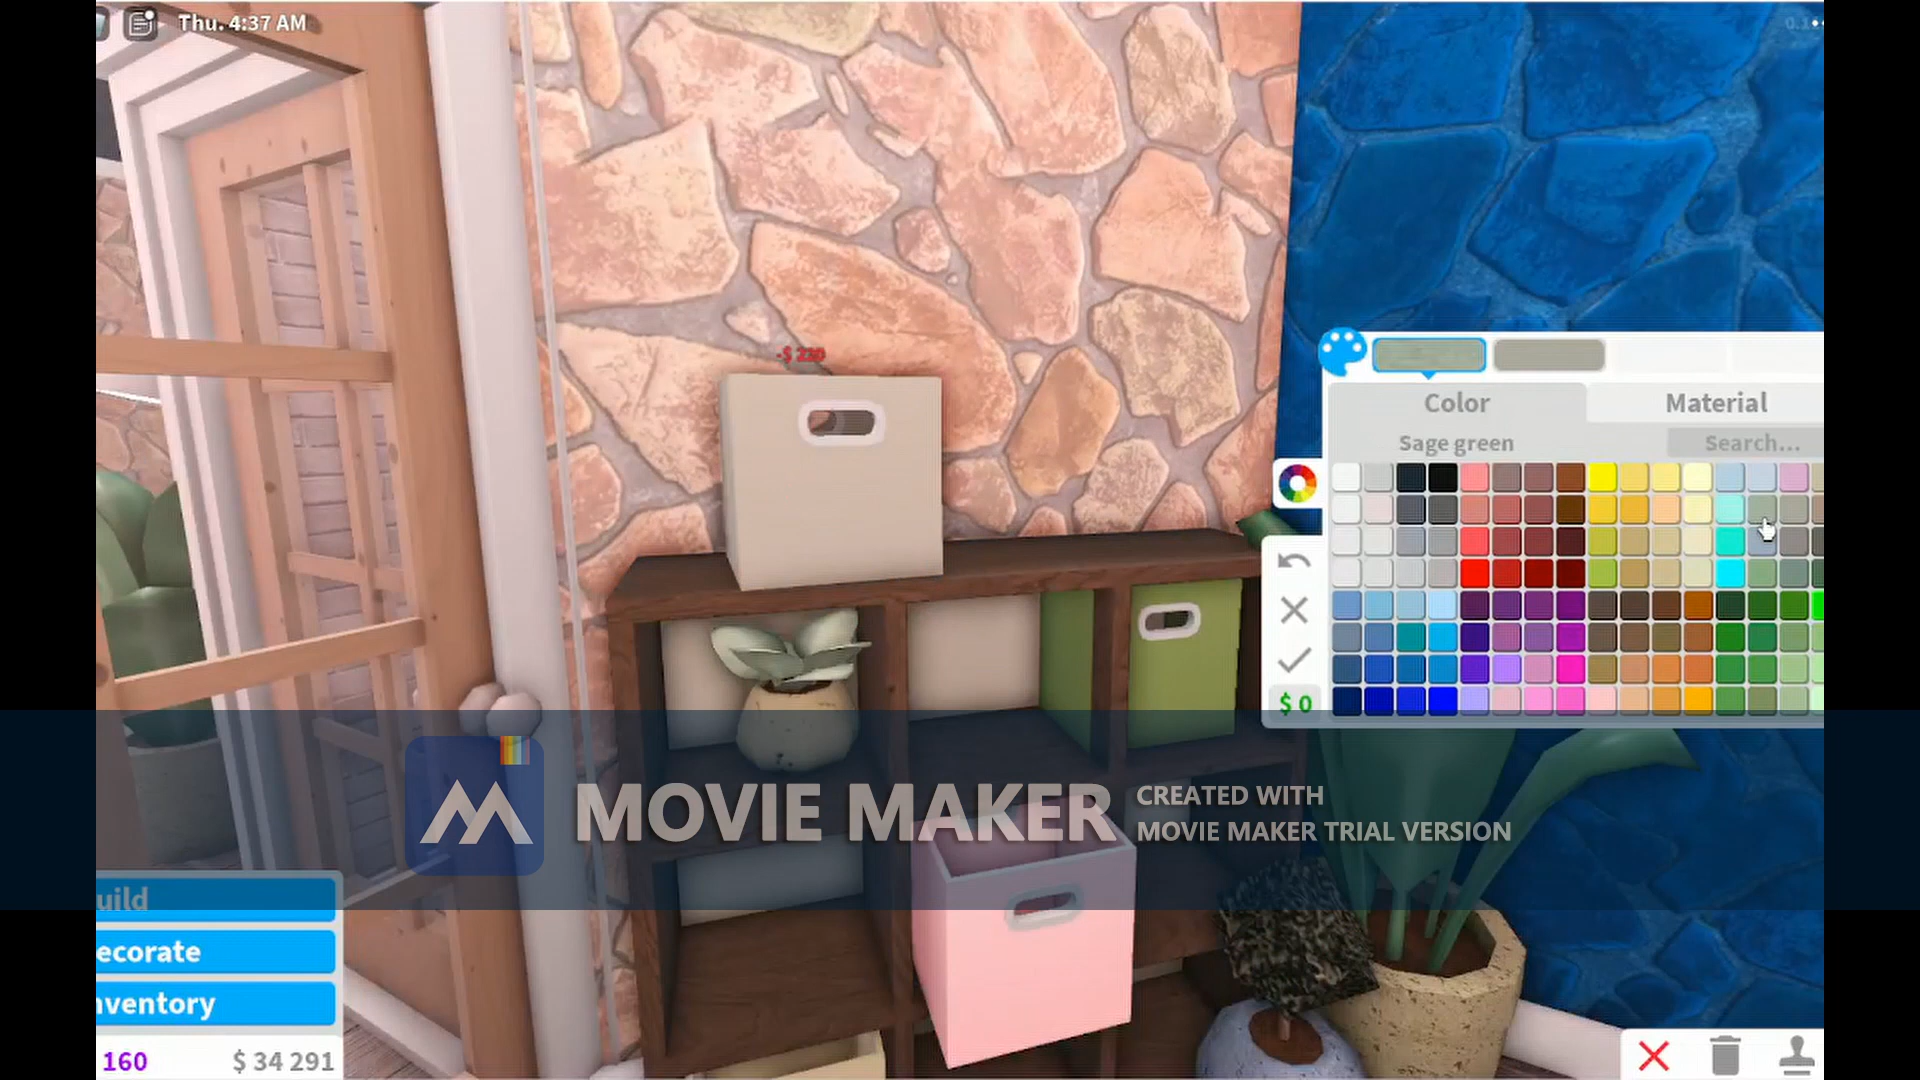 Thu. 4:37 AM
-$ 220
Color
Material
Sage green
Search...
$ 0
MOVIE MAKER
CREATED WITH
MOVIE MAKER TRIAL VERSION
uild
ecorate
nventory
160
$ 34 291